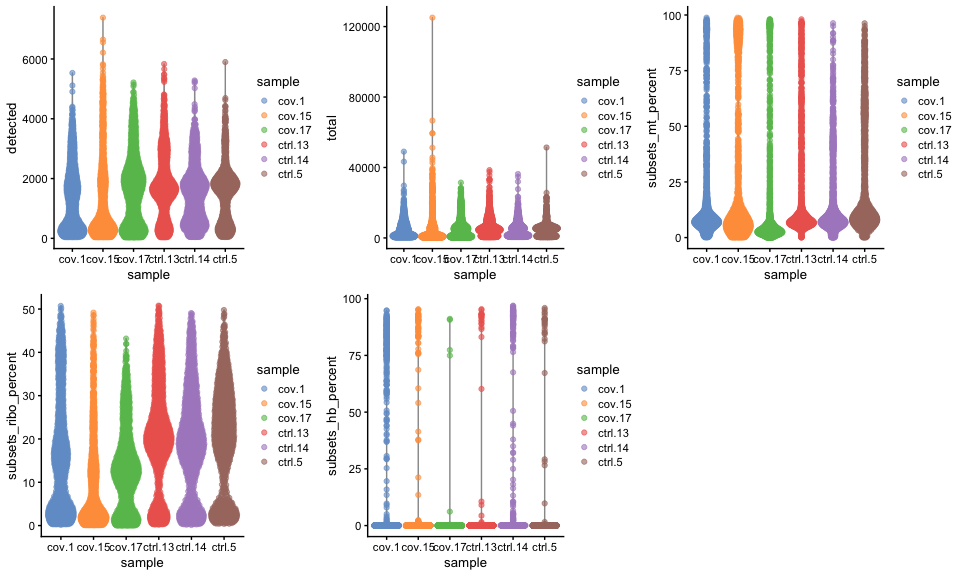 detected
6000
4000
2000
0
cov.1 cov.15 cov.17 ctrl.13 ctrl.14 ctrl.5
sample
sample
cov.1
cov.15
cov.17
ctrl.13
ctrl.14
ctrl.5
total
120000
80000
40000
0
cov.1 cov.15 cov.17 ctrl.13 ctrl.14 ctrl.5
sample
sample
cov.1
cov.15
cov.17
ctrl.13
ctrl.14
ctrl.5
subsets_mt_percent
100
75
50
25
0
cov.1 cov.15 cov.17 ctrl.13 ctrl.14 ctrl.5
sample
sample
cov.1
cov.15
cov.17
ctrl.13
ctrl.14
ctrl.5
subsets_ribo_percent
50
40
30
20
10
0
cov.1 cov.15 cov.17 ctrl.13 ctrl.14 ctrl.5
sample
sample
cov.1
cov.15
cov.17
ctrl.13
ctrl.14
ctrl.5
subsets_hb_percent
100
75
50
25
0
cov.1 cov.15 cov.17 ctrl.13 ctrl.14 ctrl.5
sample
sample
cov.1
cov.15
cov.17
ctrl.13
ctrl.14
ctrl.5